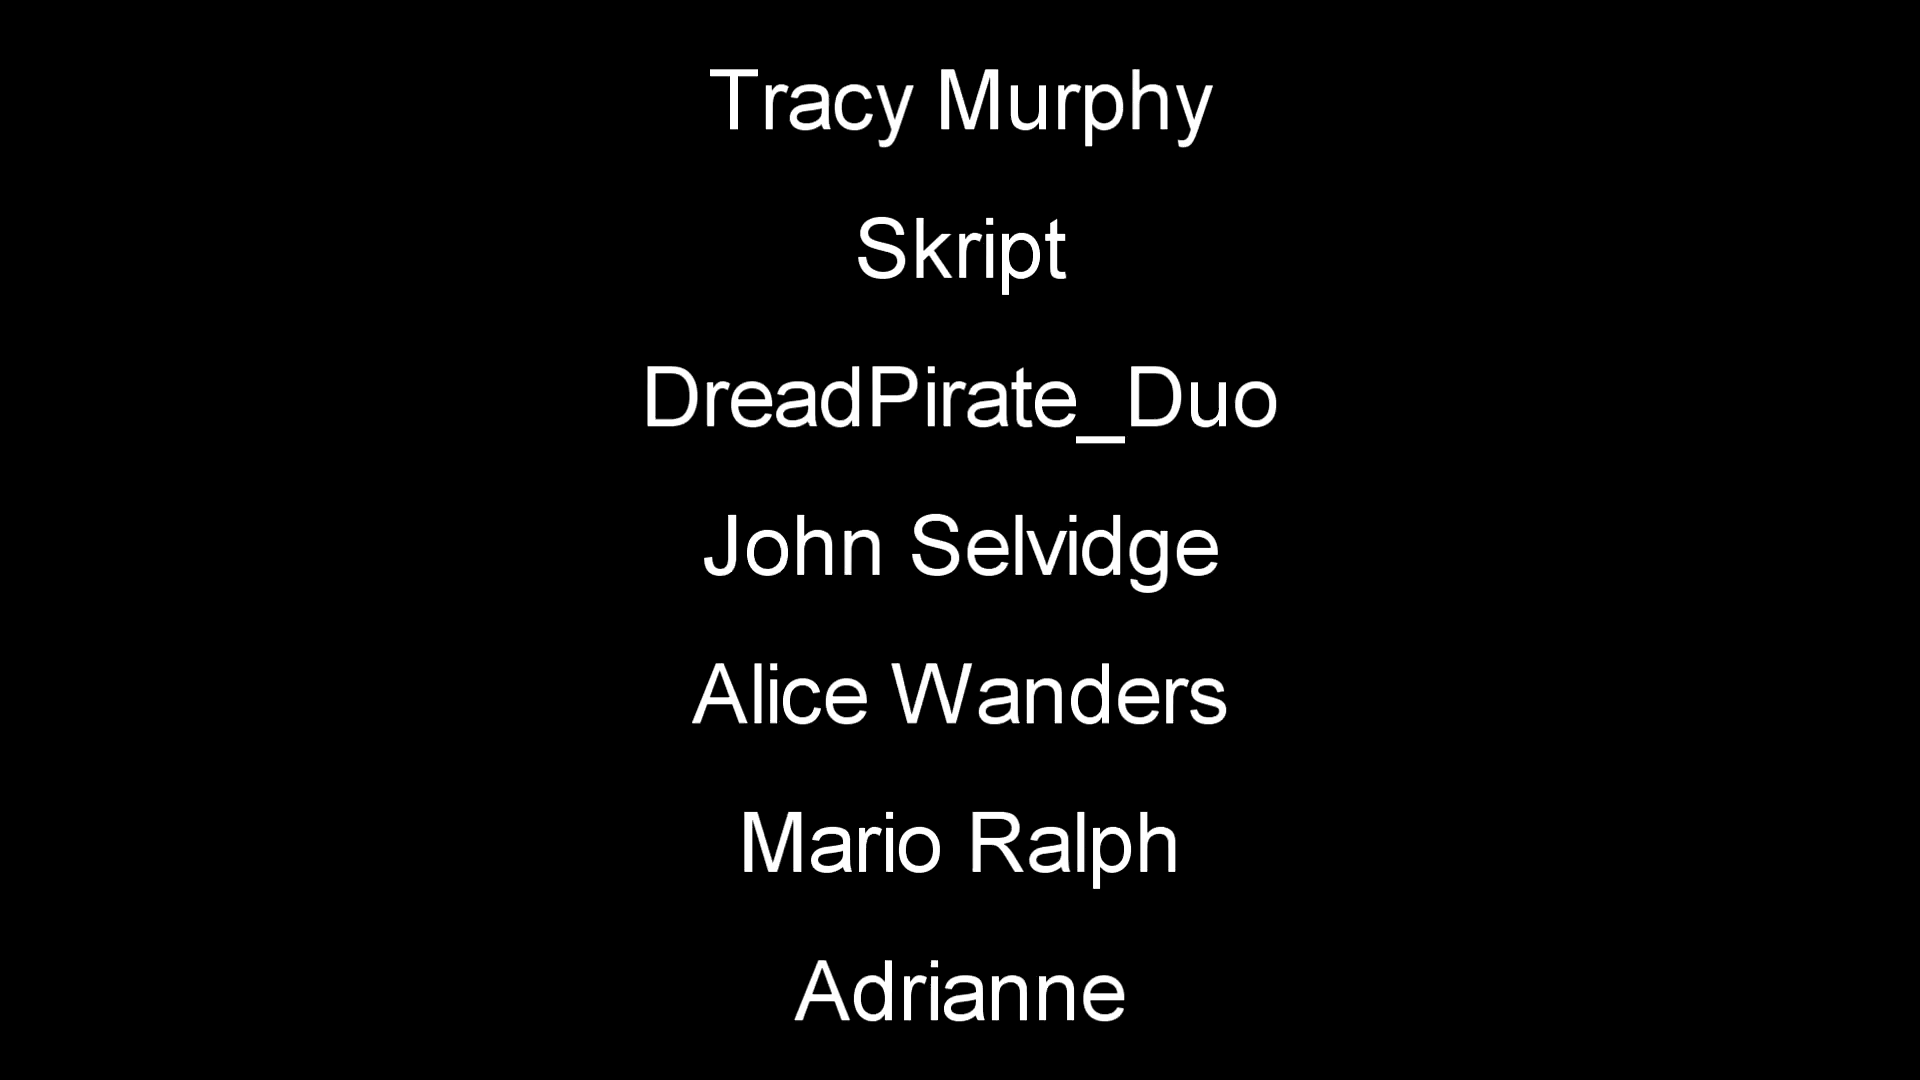 Tracy Murphy
Skript
DreadPirate_Duo
John Selvidge
Alice Wanders
Mario Ralph
Adrianne